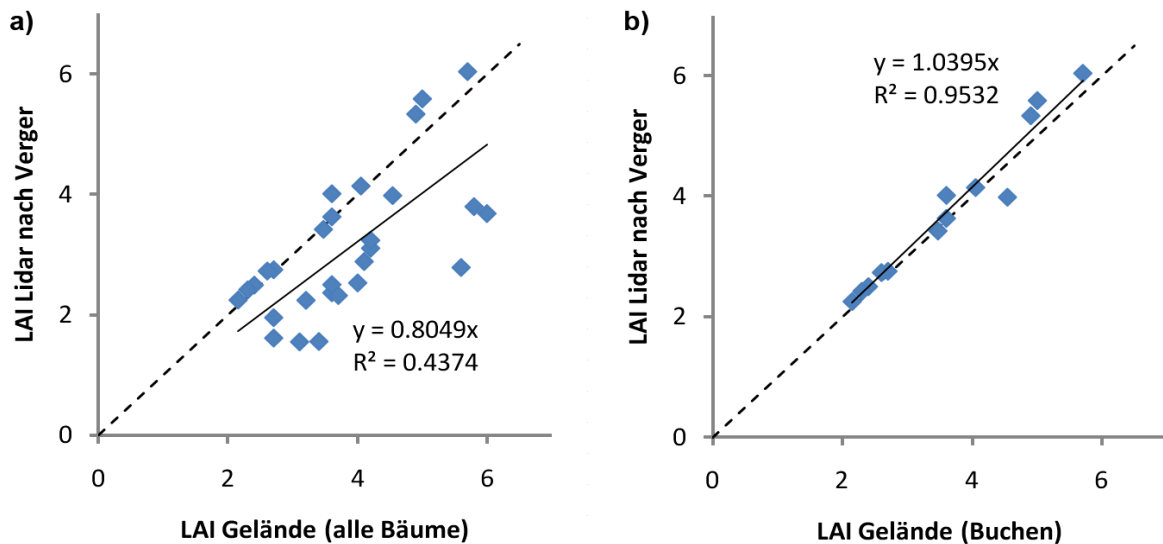 a)
LAI Lidar nach Verger
6
4
2
0
y = 0.8049x
R² = 0.4374
0 2 4 6
LAI Gelände (alle Bäume)
b)
LAI Lidar nach Verger
6
4
2
0
y = 1.0395x
R² = 0.9532
0 2 4 6
LAI Gelände (Buchen)